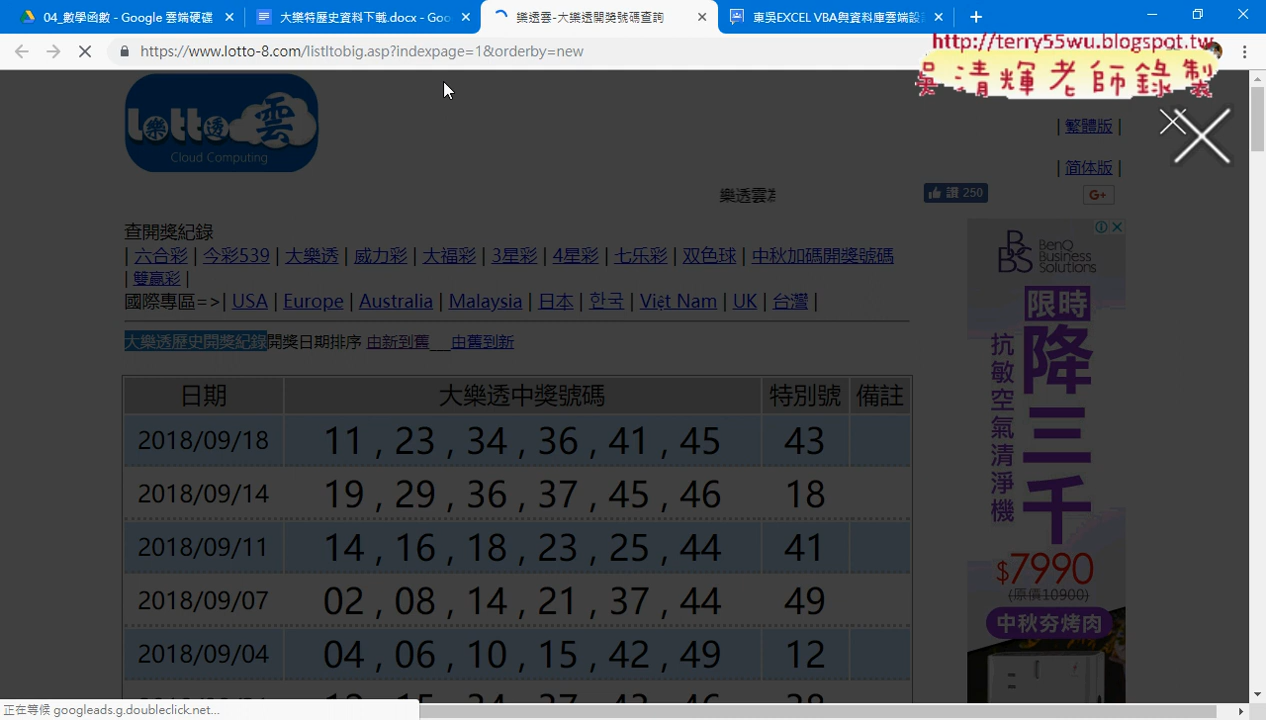 04_數學函數 - Google 雲端硬碟
大樂特歷史資料下載.docx - Goo
樂透雲-大樂透開獎號碼查詢
東吳EXCEL VBA與資料庫雲端設
https://www.lotto-8.com/listltobig.asp?indexpage=1&orderby=new
http://terry55wu.blogspot.tw
吳清輝老師錄製
lotto樂透雲
Cloud Computing
| 繁體版 |
| 简体版 |
樂透雲為
讚 250
G+
查開獎紀錄
| 六合彩 | 今彩539 | 大樂透 | 威力彩 | 大福彩 | 3星彩 | 4星彩 | 七乐彩 | 双色球 | 中秋加碼開獎號碼
| 雙贏彩 |
國際專區=>| USA | Europe | Australia | Malaysia | 日本 | 한국 | Việt Nam | UK | 台灣 |
大樂透歷史開獎紀錄開獎日期排序 由新到舊___由舊到新
日期 大樂透中獎號碼 特別號 備註
2018/09/18 11 , 23 , 34 , 36 , 41 , 45 43
2018/09/14 19 , 29 , 36 , 37 , 45 , 46 18
2018/09/11 14 , 16 , 18 , 23 , 25 , 44 41
2018/09/07 02 , 08 , 14 , 21 , 37 , 44 49
2018/09/04 04 , 06 , 10 , 15 , 42 , 49 12
BBS BenQ Business Solutions
限時
降三千
抗敏空氣清淨機
$7990
(原價10900)
中秋夯烤肉
正在等候 googleads.g.doubleclick.net...